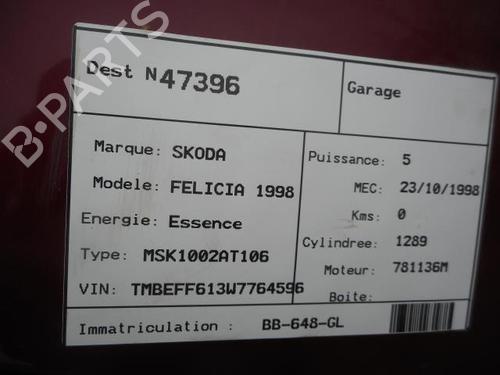 B-PARTS
Dest N47396
Garage
Marque: SKODA
Modele: FELICIA 1998
Energie: Essence
Type: MSK1002AT106
VIN: TMBEFF613W7764596
Puissance: 5
MEC: 23/10/1998
Kms: 0
Cylindree: 1289
Moteur: 781136M
Boite:
Immatriculation : BB-648-GL